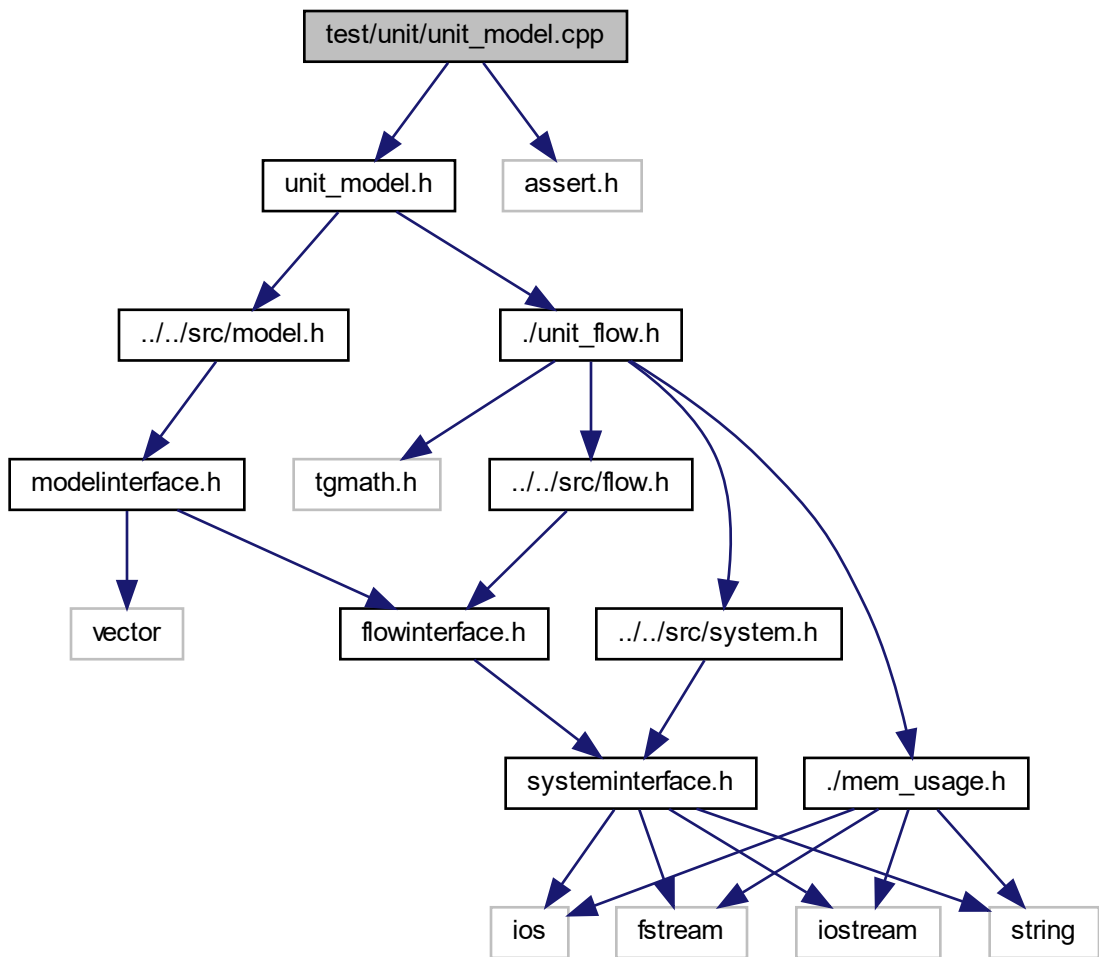 test/unit/unit_model.cpp
unit_model.h
assert.h
../../src/model.h
./unit_flow.h
modelinterface.h
tgmath.h
../../src/flow.h
vector
flowinterface.h
../../src/system.h
systeminterface.h
./mem_usage.h
ios
fstream
iostream
string